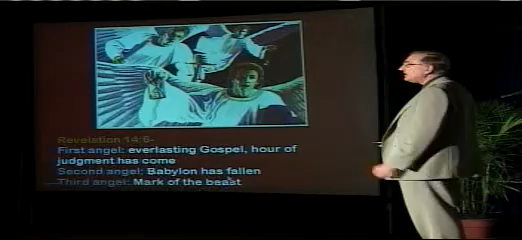 Revelation 14:6-
First angel: everlasting Gospel, hour of
judgment has come
Second angel: Babylon has fallen
Third angel: Mark of the beast